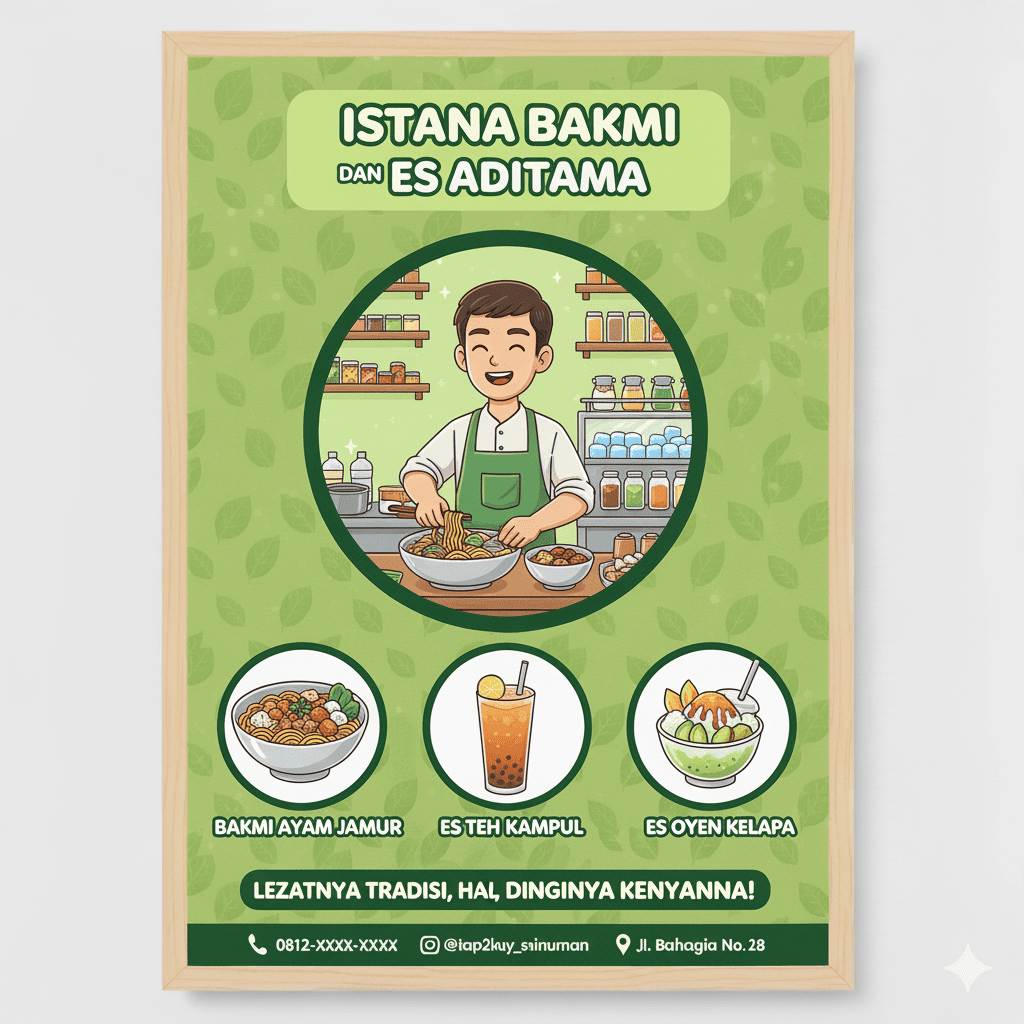 ISTANA BAKMI
DAN ES ADITAMA
BAKMI AYAM JAMUR
ES TEH KAMPUL
ES OYEN KELAPA
LEZATNYA TRADISI, HAL, DINGINYA KENYANNA!
0812-XXXX-XXXX
Jl. Bahagia No. 28